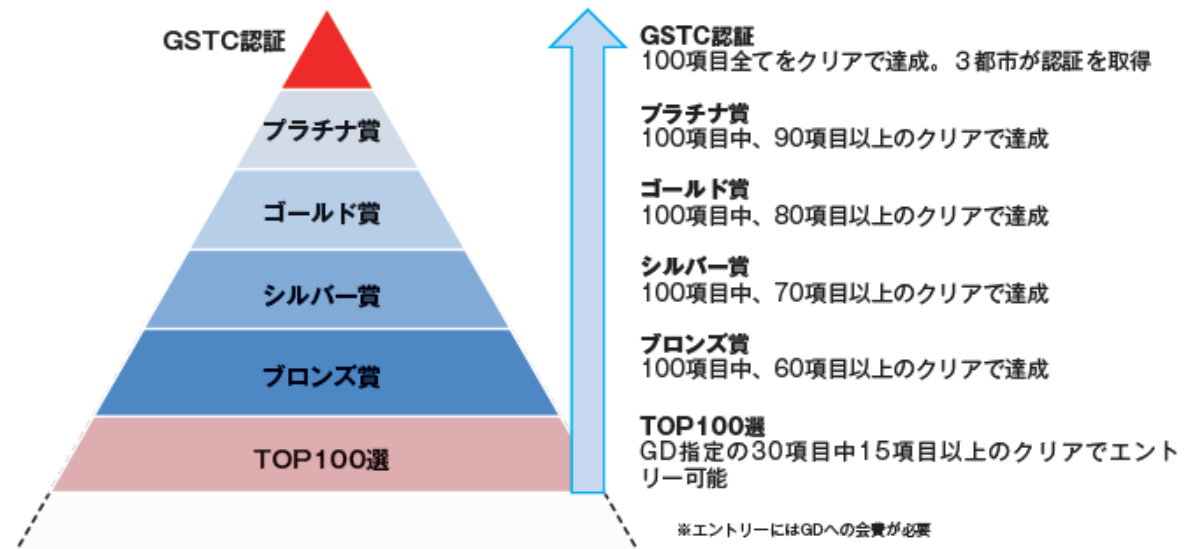 GSTC認証
プラチナ賞
ゴールド賞
シルバー賞
ブロンズ賞
TOP100選
GSTC認証
100項目全てをクリアで達成。3都市が認証を取得
プラチナ賞
100項目中、90項目以上のクリアで達成
ゴールド賞
100項目中、80項目以上のクリアで達成
シルバー賞
100項目中、70項目以上のクリアで達成
ブロンズ賞
100項目中、60項目以上のクリアで達成
TOP100選
GD指定の30項目中15項目以上のクリアでエント
リー可能
※エントリーにはGDへの会費が必要